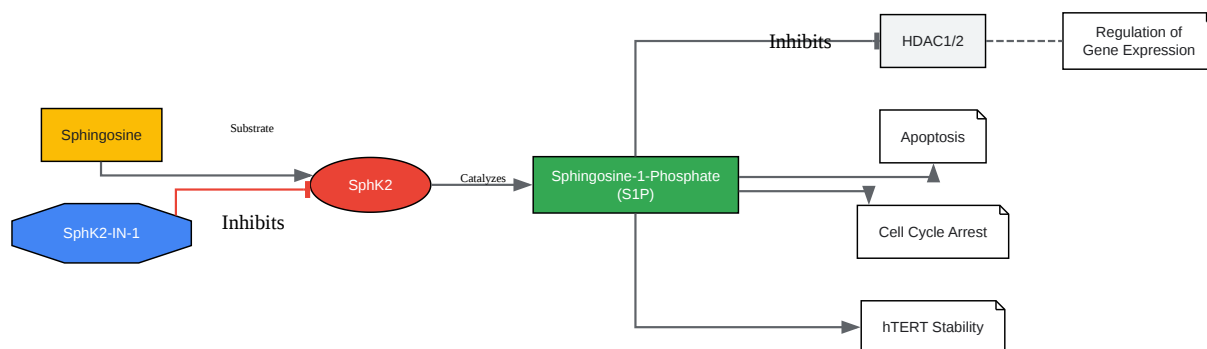 Inhibits
HDAC1/2
Regulation of
Gene Expression
Sphingosine
Substrate
Apoptosis
SphK2
Catalyzes
Sphingosine-1-Phosphate
(S1P)
SphK2-IN-1
Inhibits
Cell Cycle Arrest
hTERT Stability